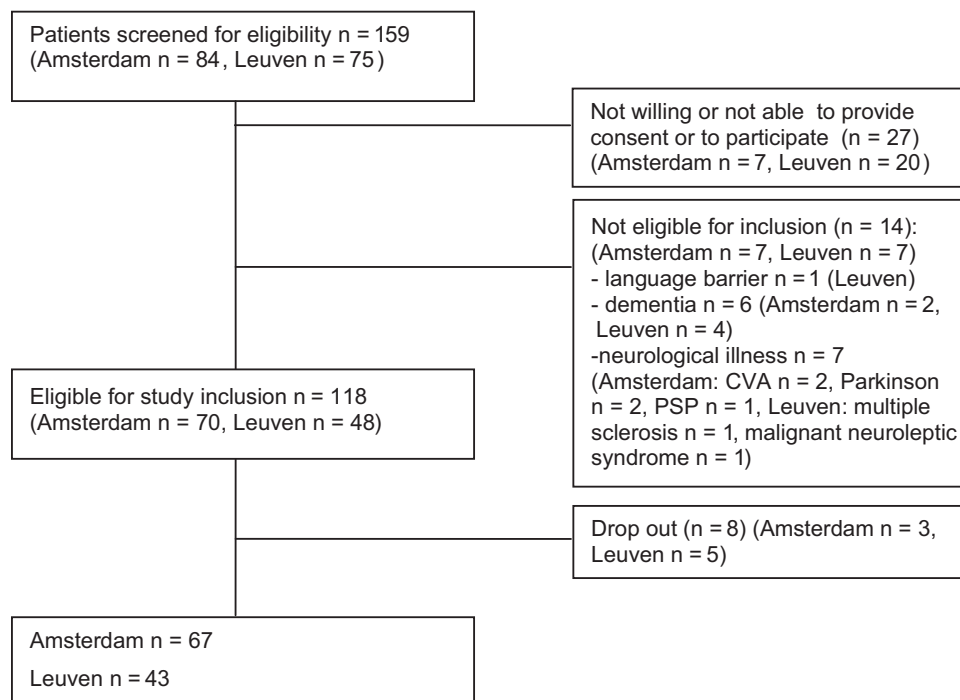 Patients screened for eligibility n = 159
(Amsterdam n = 84, Leuven n = 75)
Not willing or not able to provide
consent or to participate (n = 27)
(Amsterdam n = 7, Leuven n = 20)
Not eligible for inclusion (n = 14):
(Amsterdam n = 7, Leuven n = 7)
- language barrier n = 1 (Leuven)
- dementia n = 6 (Amsterdam n = 2,
Leuven n = 4)
-neurological illness n = 7
(Amsterdam: CVA n = 2, Parkinson
n = 2, PSP n = 1, Leuven: multiple
sclerosis n = 1, malignant neuroleptic
syndrome n = 1)
Eligible for study inclusion n = 118
(Amsterdam n = 70, Leuven n = 48)
Drop out (n = 8) (Amsterdam n = 3,
Leuven n = 5)
Amsterdam n = 67
Leuven n = 43